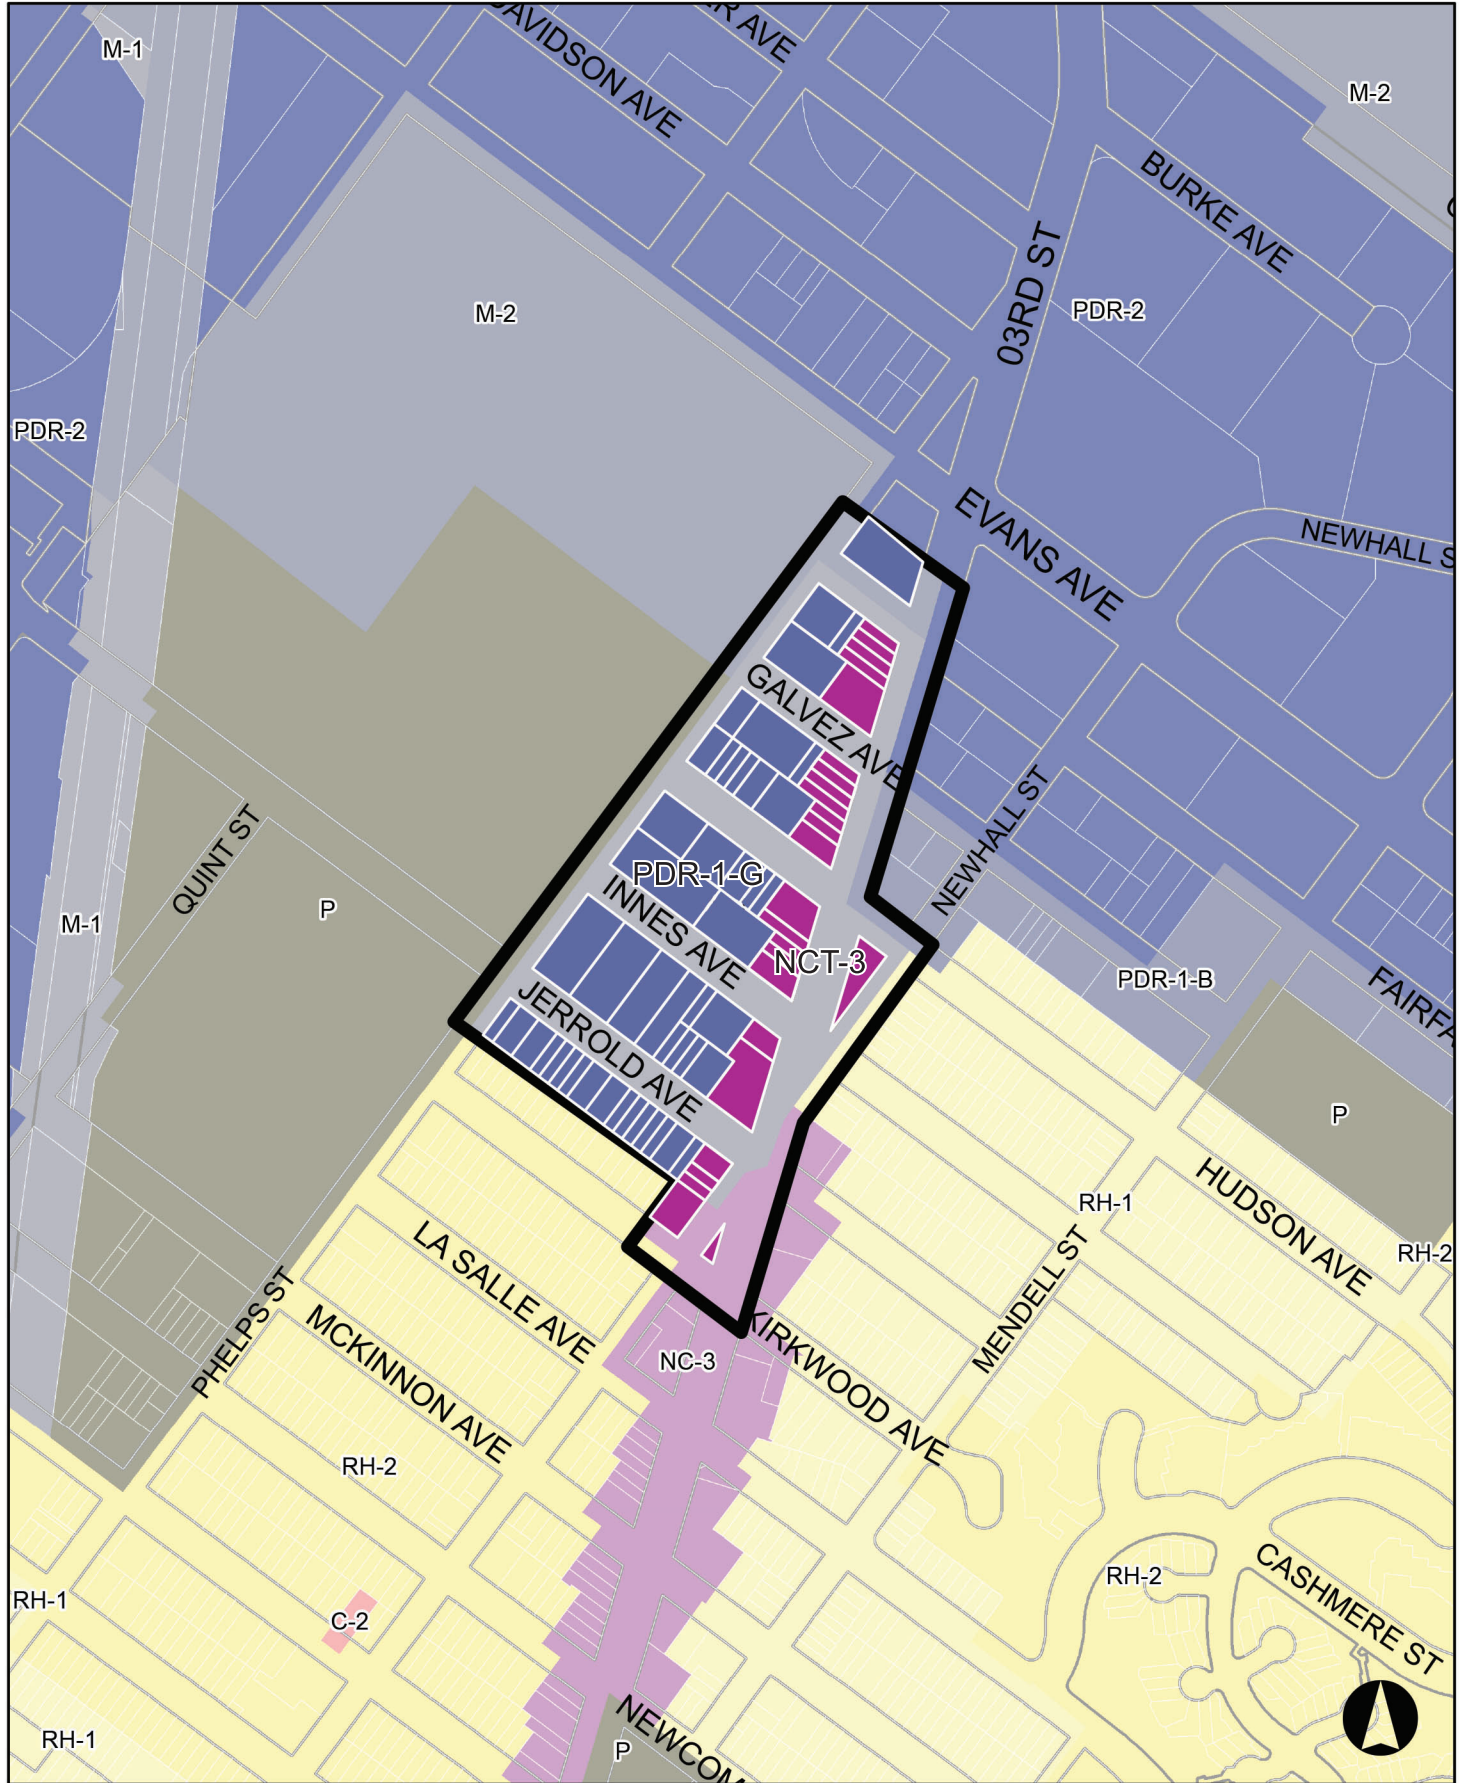 DAVIDSON AVE
AVE
M-1
M-2
BURKE AVE
03RD ST
PDR-2
M-2
PDR-2
EVANS AVE
NEWHALL S
GALVEZ AVE
NEWHALL ST
QUINT ST
PDR-1-G
INNES AVE
P
M-1
NCT-3
PDR-1-B
FAIRFA
JERROLD AVE
P
HUDSON AVE
RH-1
RH-2
MENDELL ST
LA SALLE AVE
PHELPS ST
MCKINNON AVE
KIRKWOOD AVE
NC-3
RH-2
RH-2
CASHMERE ST
RH-1
C-2
RH-1
NEWCOM
P